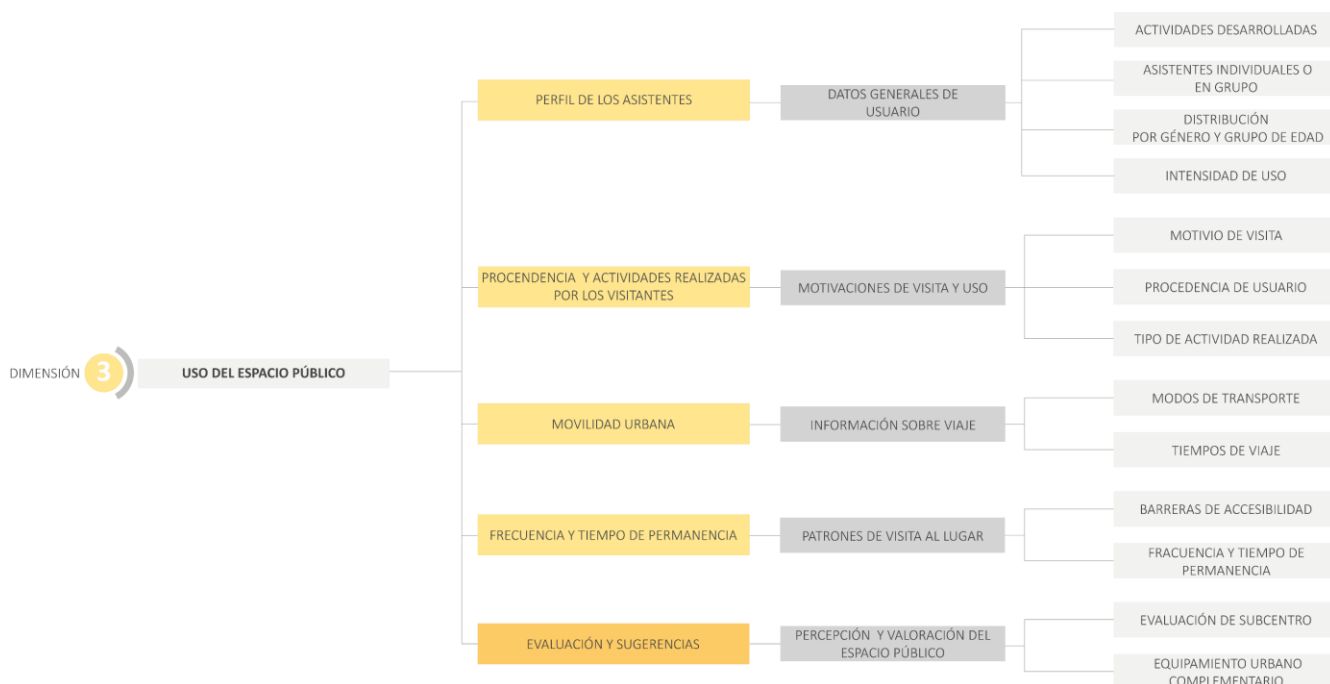 DIMENSIÓN 3
USO DEL ESPACIO PÚBLICO
PERFIL DE LOS ASISTENTES
DATOS GENERALES DE
USUARIO
ACTIVIDADES DESARROLLADAS
ASISTENTES INDIVIDUALES O
EN GRUPO
DISTRIBUCIÓN
POR GÉNERO Y GRUPO DE EDAD
INTENSIDAD DE USO
PROCENDENCIA Y ACTIVIDADES REALIZADAS
POR LOS VISITANTES
MOTIVACIONES DE VISITA Y USO
MOTIVIO DE VISITA
PROCEDENCIA DE USUARIO
TIPO DE ACTIVIDAD REALIZADA
MOVILIDAD URBANA
INFORMACIÓN SOBRE VIAJE
MODOS DE TRANSPORTE
TIEMPOS DE VIAJE
FRECUENCIA Y TIEMPO DE PERMANENCIA
PATRONES DE VISITA AL LUGAR
BARRERAS DE ACCESIBILIDAD
FRACUENCIA Y TIEMPO DE
PERMANENCIA
EVALUACIÓN Y SUGERENCIAS
PERCEPCIÓN Y VALORACIÓN DEL
ESPACIO PÚBLICO
EVALUACIÓN DE SUBCENTRO
EQUIPAMIENTO URBANO
COMPLEMENTARIO